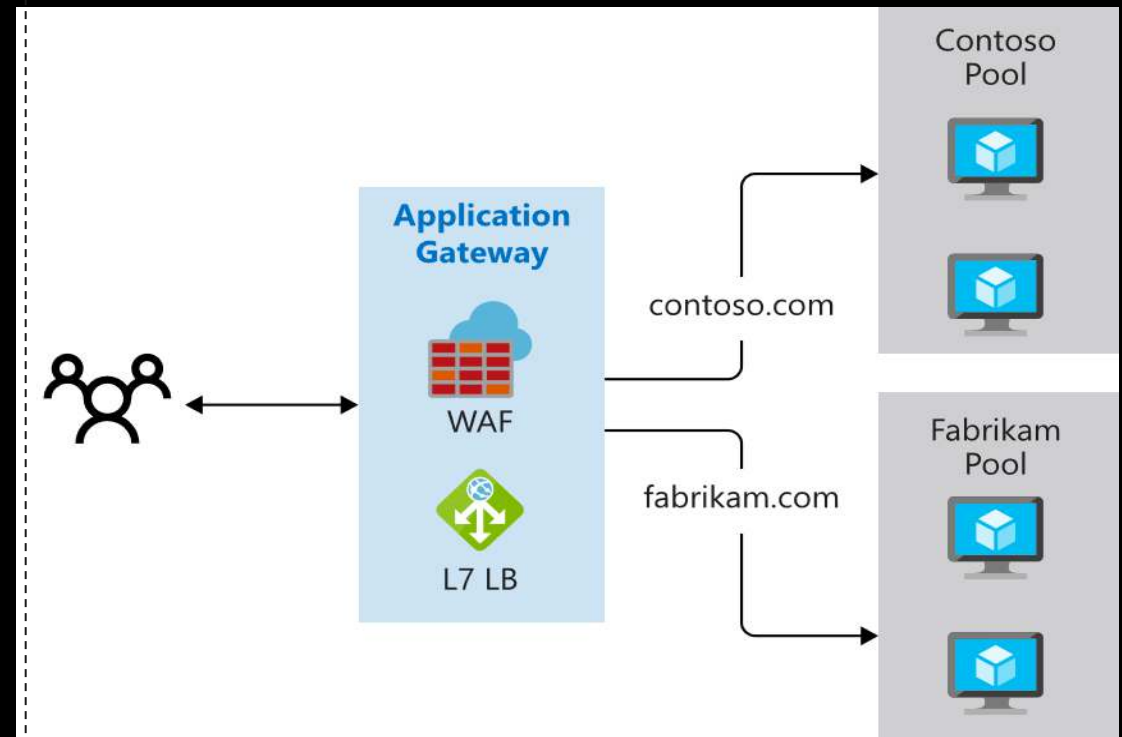 Contoso
Pool
Application
Gateway
WAF
L7 LB
contoso.com
fabrikam.com
Fabrikam
Pool